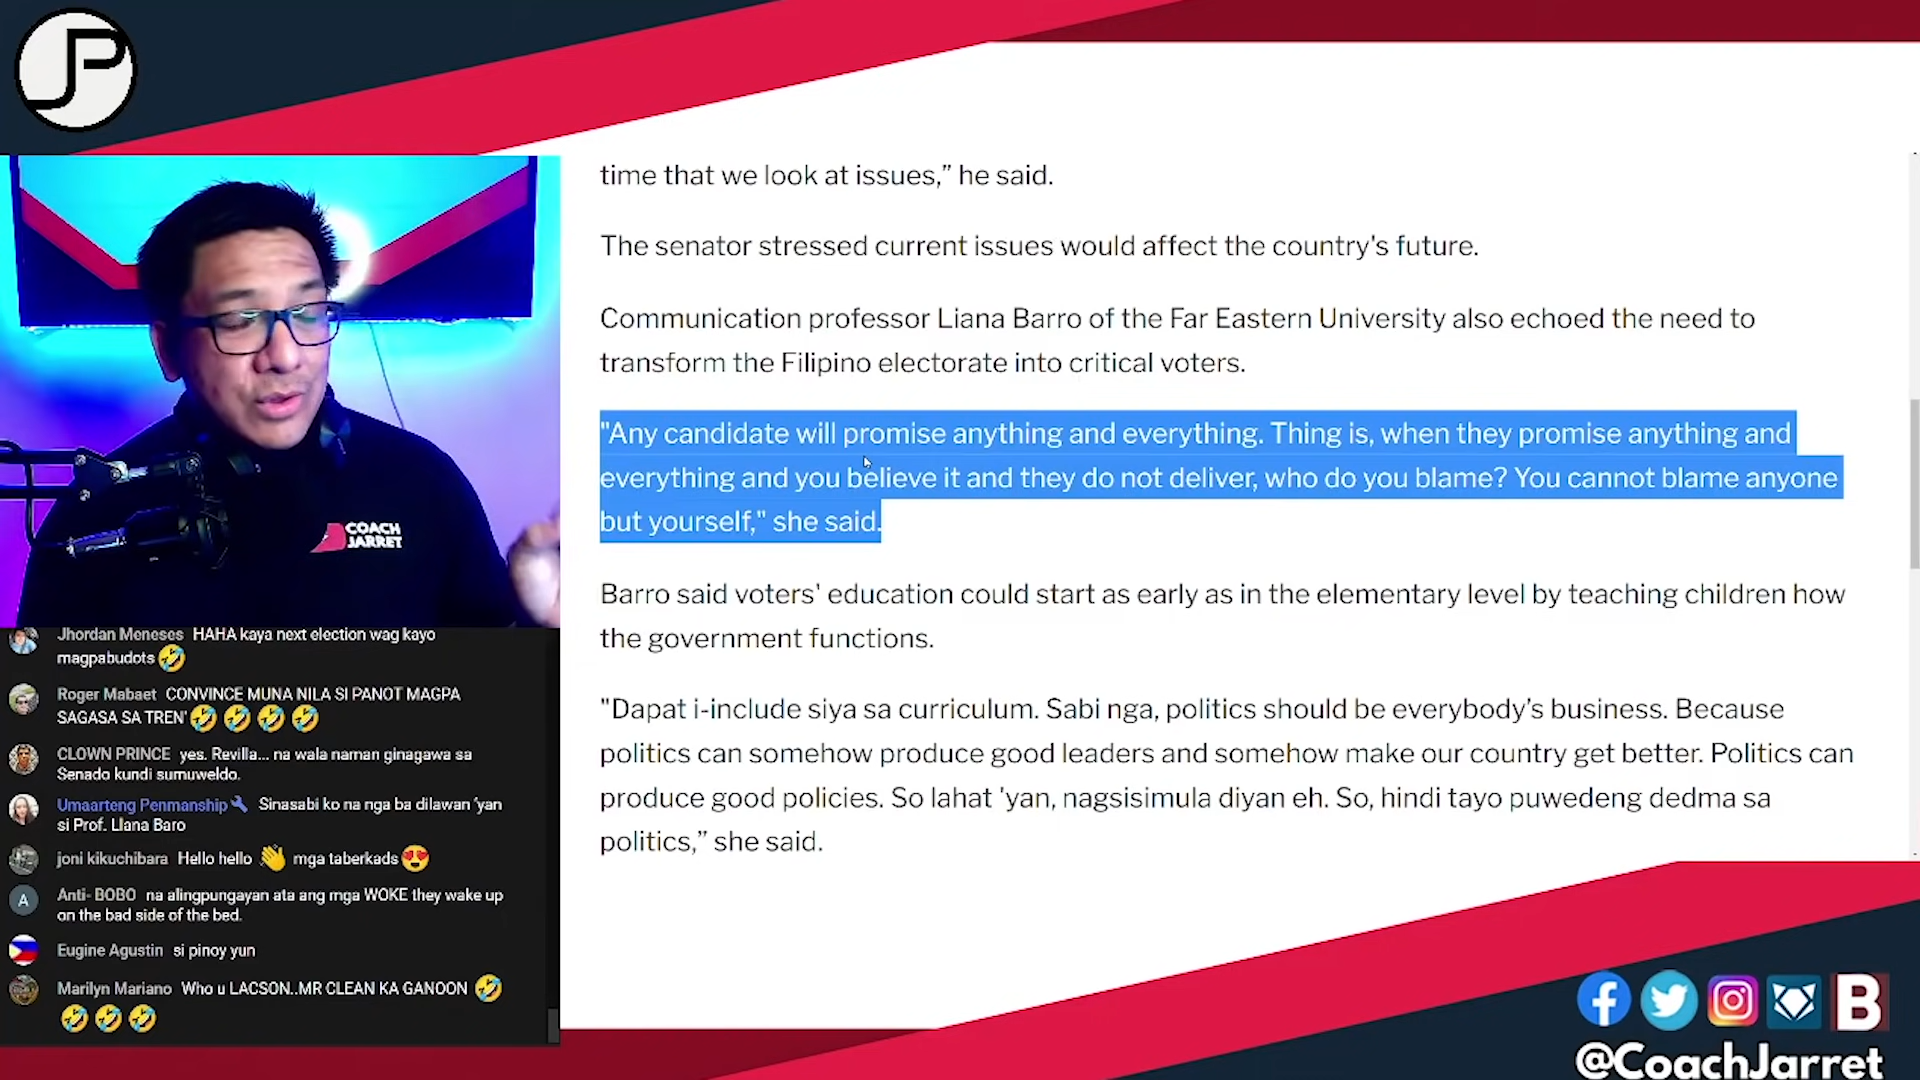 JP
time that we look at issues,” he said.
The senator stressed current issues would affect the country's future.
Communication professor Liana Barro of the Far Eastern University also echoed the need to
transform the Filipino electorate into critical voters.
"Any candidate will promise anything and everything. Thing is, when they promise anything and
everything and you believe it and they do not deliver, who do you blame? You cannot blame anyone
but yourself," she said.
Barro said voters' education could start as early as in the elementary level by teaching children how
the government functions.
"Dapat i-include siya sa curriculum. Sabi nga, politics should be everybody’s business. Because
politics can somehow produce good leaders and somehow make our country get better. Politics can
produce good policies. So lahat 'yan, nagsisimula diyan eh. So, hindi tayo puwedeng dedma sa
politics,” she said.
COACH
JARRET
Jhordan Meneses HAHA kaya next election wag kayo
magpabudots 🤣
Roger Mabaet CONVINCE MUNA NILA SI PANOT MAGPA
SAGASA SA TREN' 🤣 🤣 🤣 🤣
CLOWN PRINCE yes. Revilla... na wala naman ginagawa sa
Senado kundi sumuweldo.
Umaarteng Penmanship 🔧 Sinasabi ko na nga ba dilawan 'yan
si Prof. LIana Baro
joni kikuchibara Hello hello 👋 mga taberkads 😍
A
Anti- BOBO na alingpungayan ata ang mga WOKE they wake up
on the bad side of the bed.
Eugine Agustin si pinoy yun
Marilyn Mariano Who u LACSON..MR CLEAN KA GANOON 🤣
🤣 🤣 🤣
B
@CoachJarret